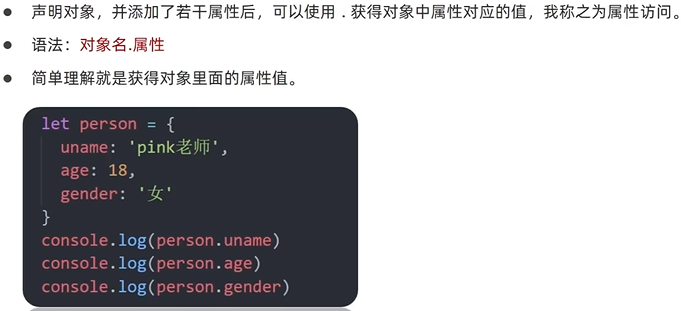 声明对象，并添加了若干属性后，可以使用 . 获得对象中属性对应的值，我称之为属性访问。
语法：对象名.属性
简单理解就是获得对象里面的属性值。
let person = {
  uname: 'pink老师',
  age: 18,
  gender: '女'
}
console.log(person.uname)
console.log(person.age)
console.log(person.gender)